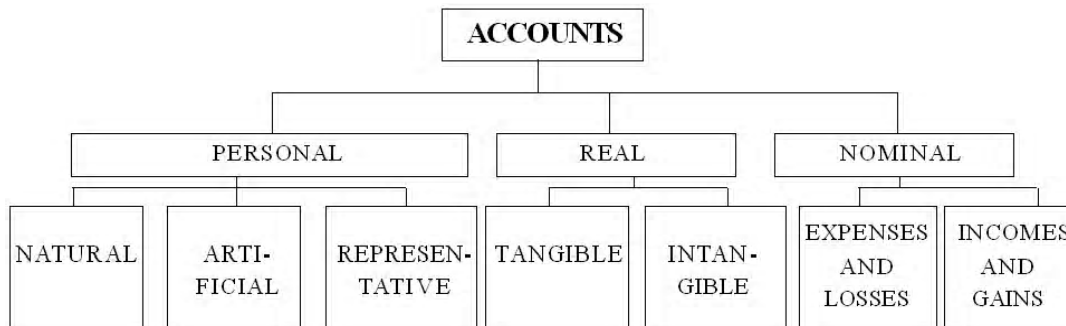 ACCOUNTS
PERSONAL
REAL
NOMINAL
NATURAL
ARTI-
FICIAL
REPRESEN-
TATIVE
TANGIBLE
INTAN-
GIBLE
EXPENSES
AND
LOSSES
INCOMES
AND
GAINS